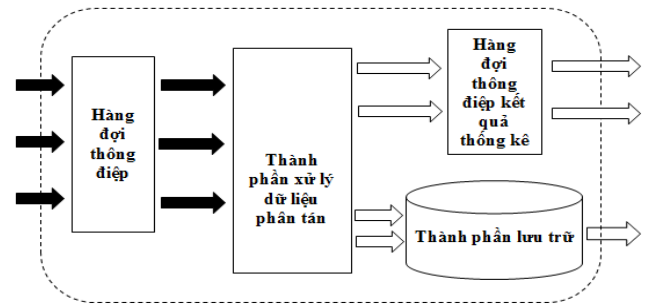 Hàng
đợi
thông
điệp
Thành
phần xử lý
dữ liệu
phân tán
Hàng
đợi
thông
điệp kết
quả
thống kê
Thành phần lưu trữ